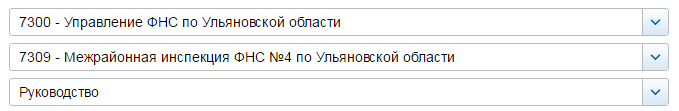 7300 - Управление ФНС по Ульяновской области
7309 - Межрайонная инспекция ФНС №4 по Ульяновской области
Руководство